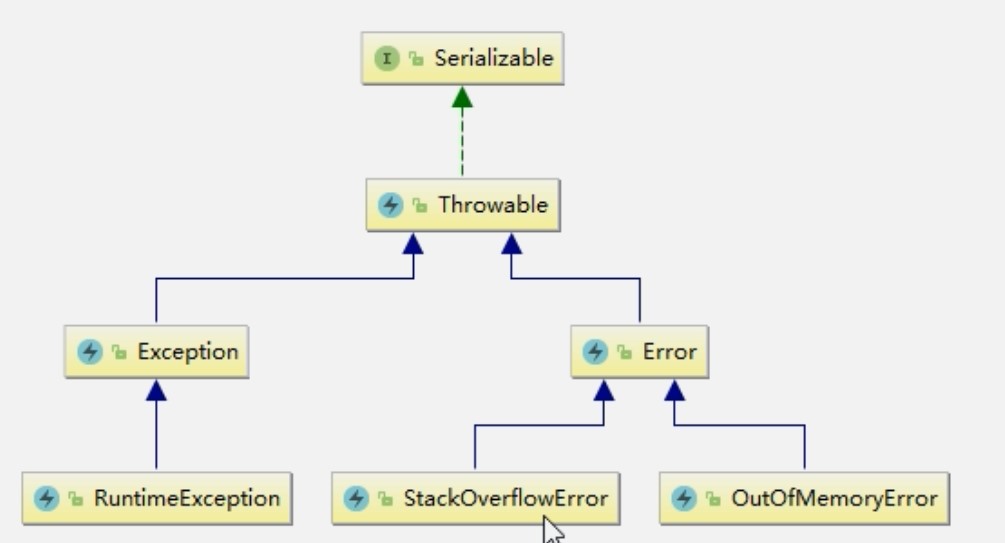 Serializable
Throwable
Exception
Error
RuntimeException
StackOverflowError
OutOfMemoryError